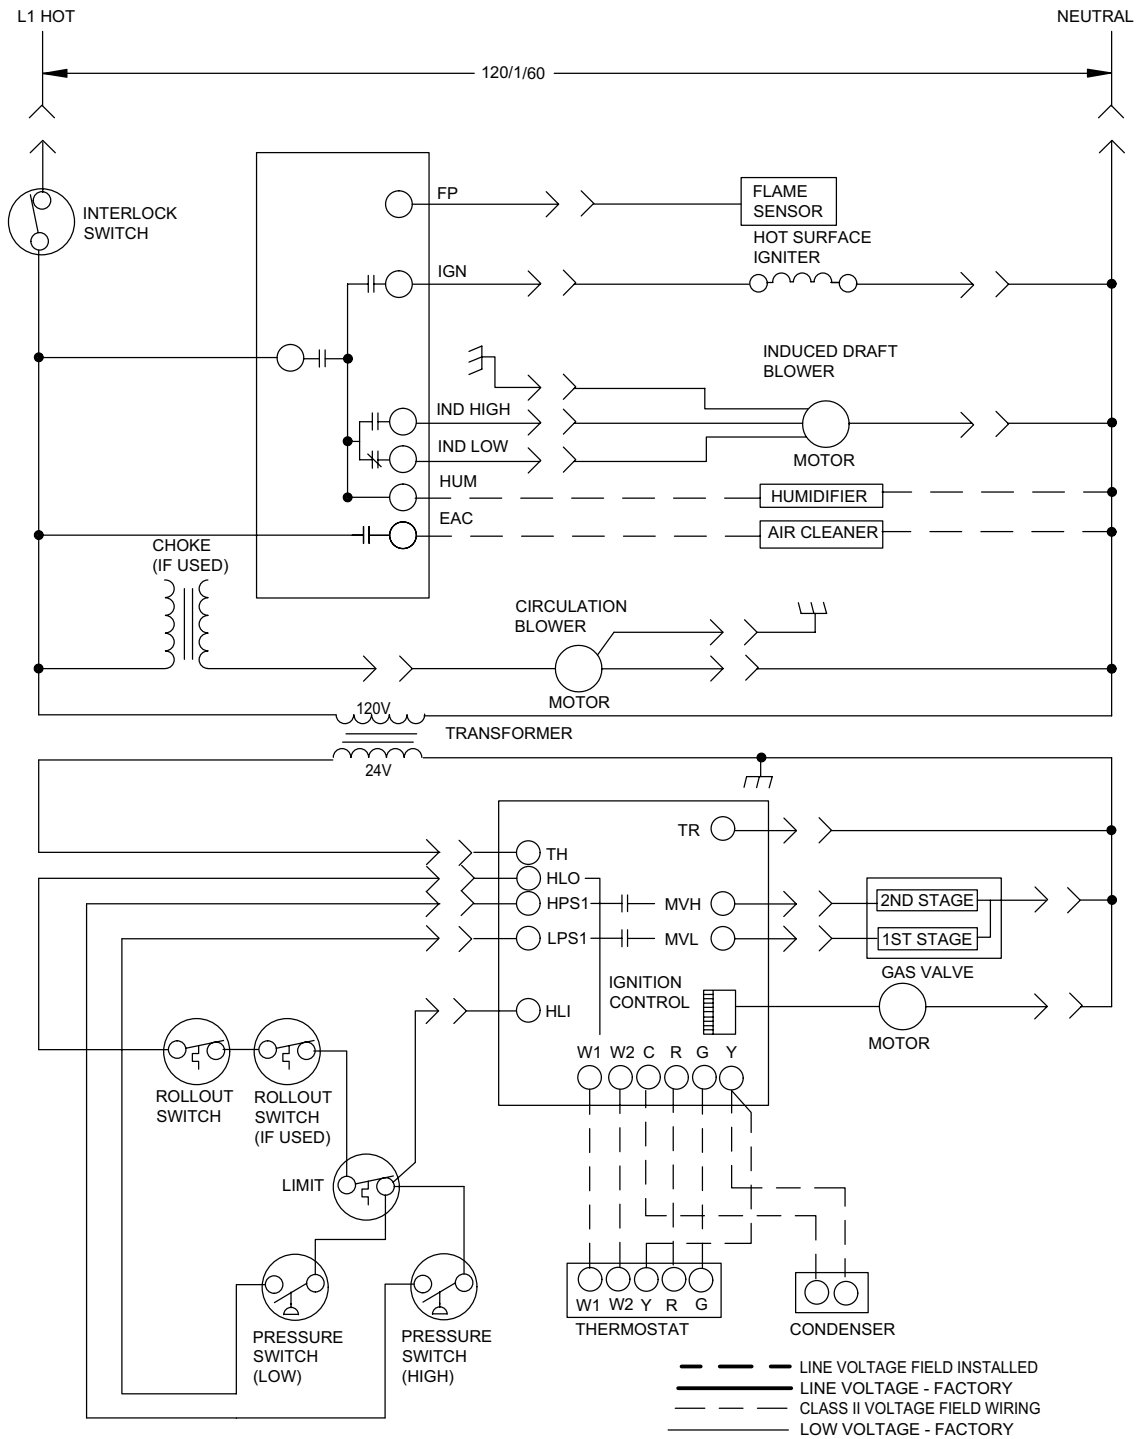 L1 HOT
NEUTRAL
120/1/60
INTERLOCK
SWITCH
FP
FLAME
SENSOR
HOT SURFACE
IGNITER
IGN
INDUCED DRAFT
BLOWER
IND HIGH
IND LOW
MOTOR
HUM
HUMIDIFIER
EAC
AIR CLEANER
CHOKE
(IF USED)
CIRCULATION
BLOWER
MOTOR
120V
TRANSFORMER
24V
TR
TH
HLO
HPS1
MVH
2ND STAGE
LPS1
MVL
1ST STAGE
GAS VALVE
IGNITION
CONTROL
HLI
MOTOR
W1 W2 C R G Y
ROLLOUT
SWITCH
ROLLOUT
SWITCH
(IF USED)
LIMIT
W1 W2 Y R G
THERMOSTAT
CONDENSER
PRESSURE
SWITCH
(LOW)
PRESSURE
SWITCH
(HIGH)
LINE VOLTAGE FIELD INSTALLED
LINE VOLTAGE - FACTORY
CLASS II VOLTAGE FIELD WIRING
LOW VOLTAGE - FACTORY